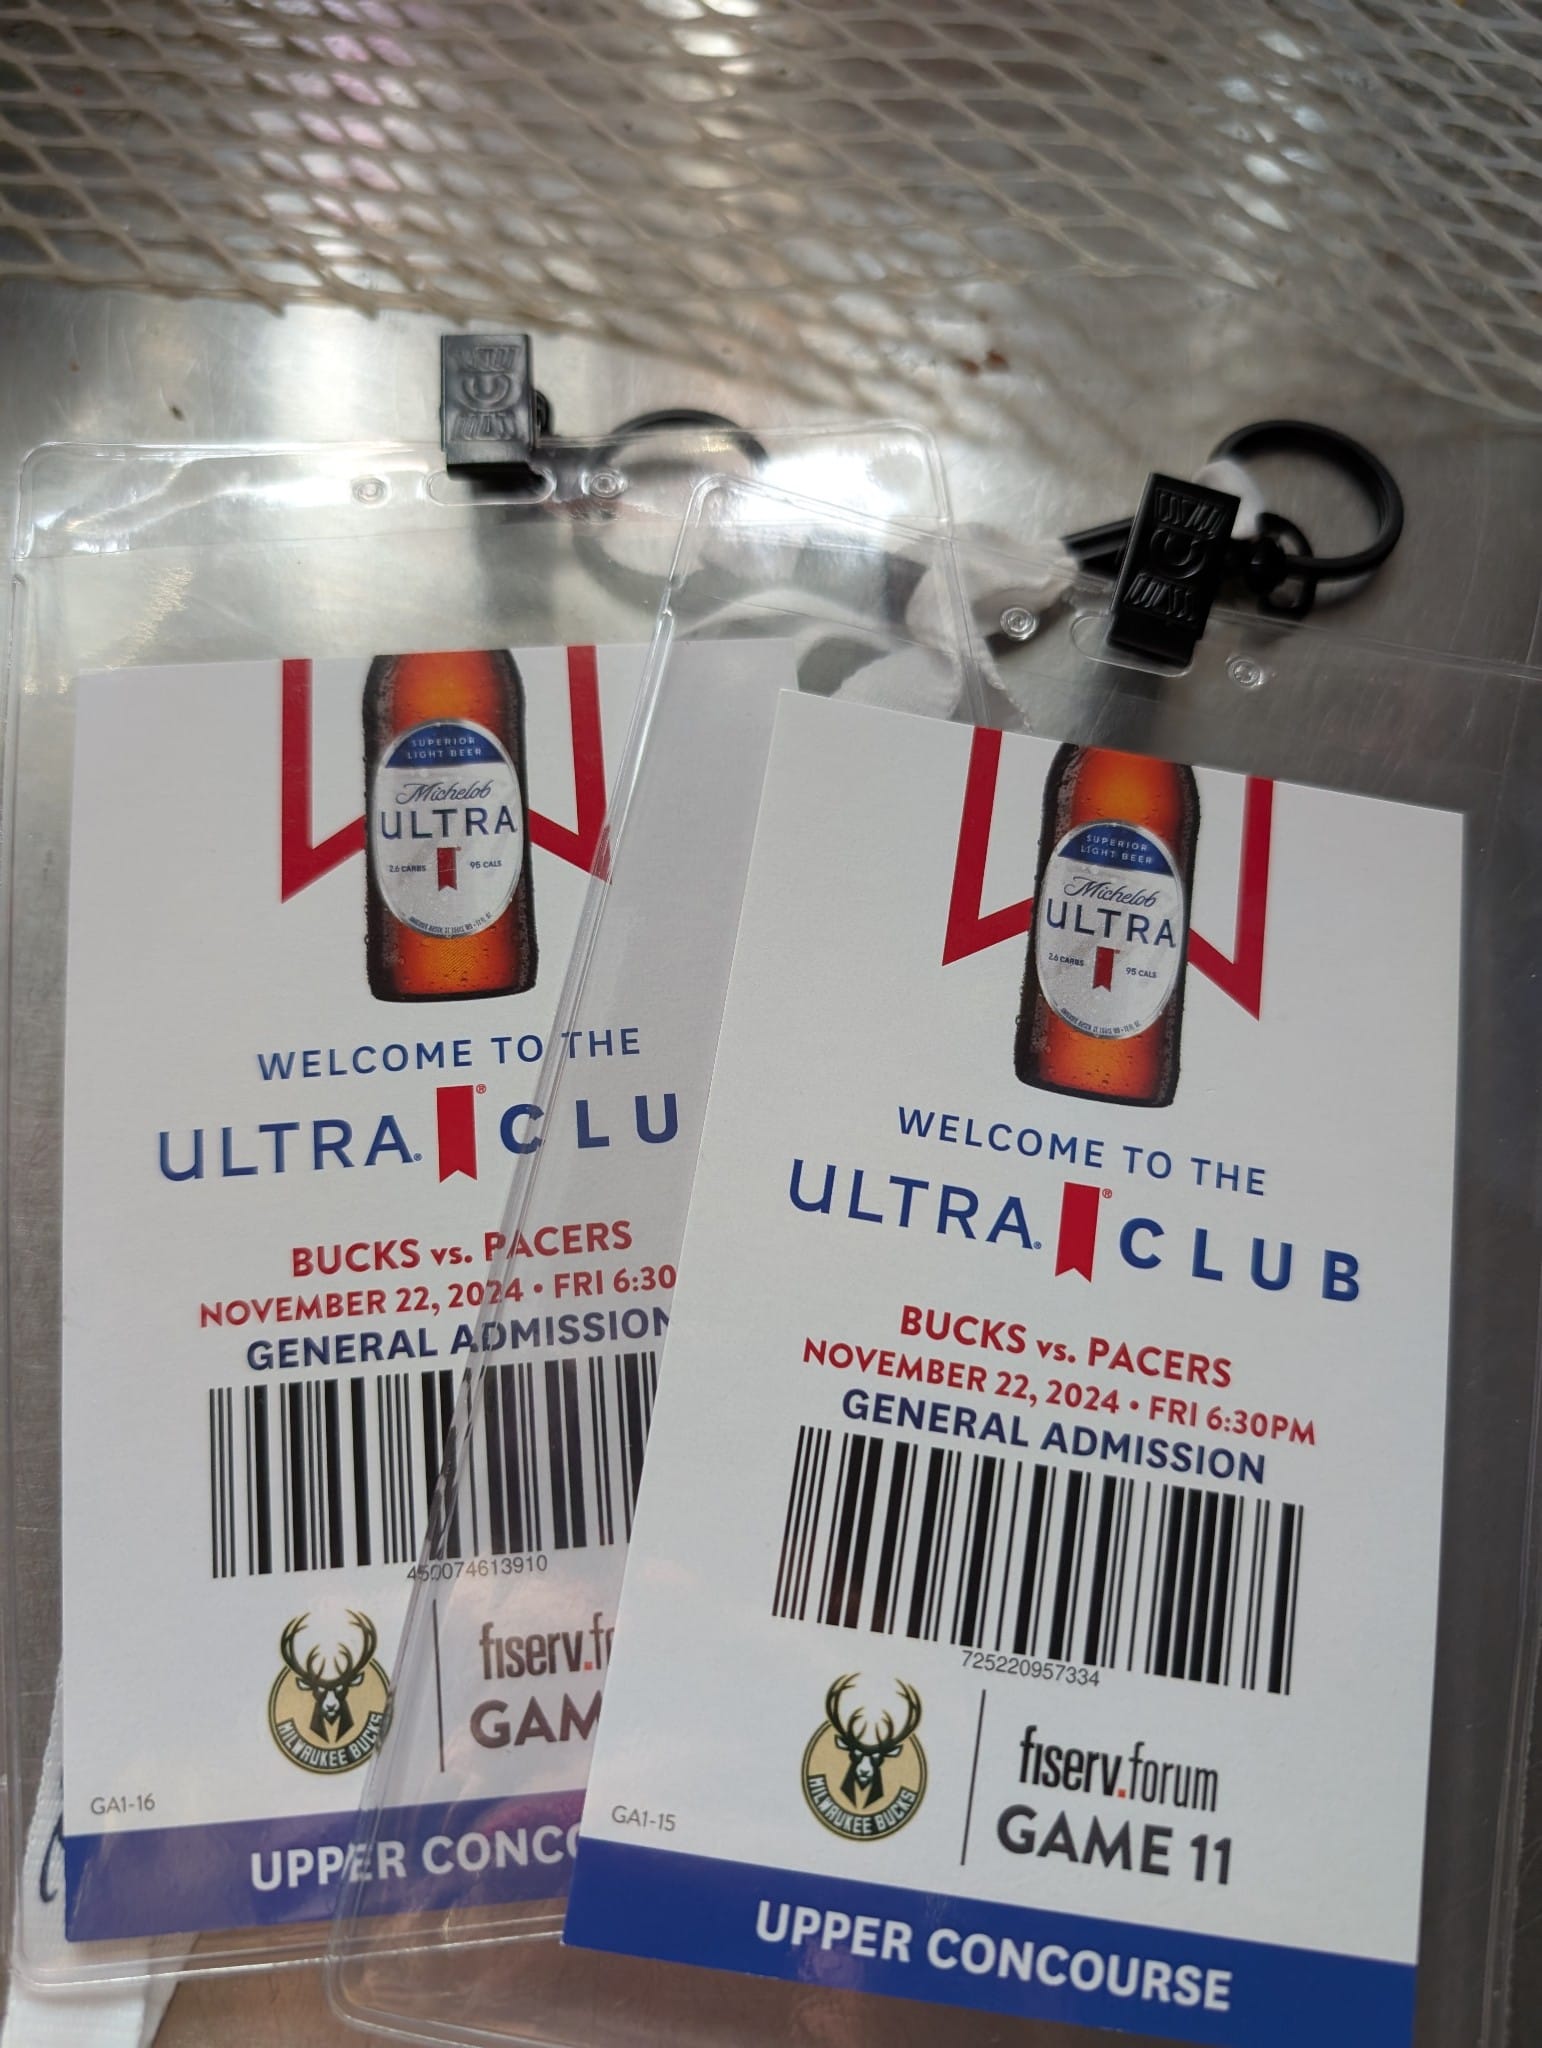 SUPERIOR
LIGHT BEER
Michelob
ULTRA
2.6 CARBS 95 CALS
WELCOME TO THE
ULTRA CLU
BUCKS vs. PACERS
NOVEMBER 22, 2024 • FRI 6:30
GENERAL ADMISSION
450074613910
MILWAUKEE BUCKS
fiserv.f
GAM
GA1-16
UPPER CONCO
SUPERIOR
LIGHT BEER
Michelob
ULTRA
2.6 CARBS 95 CALS
WELCOME TO THE
ULTRA CLUB
BUCKS vs. PACERS
NOVEMBER 22, 2024 • FRI 6:30PM
GENERAL ADMISSION
725220957334
MILWAUKEE BUCKS
fiserv.forum
GAME 11
GA1-15
UPPER CONCOURSE